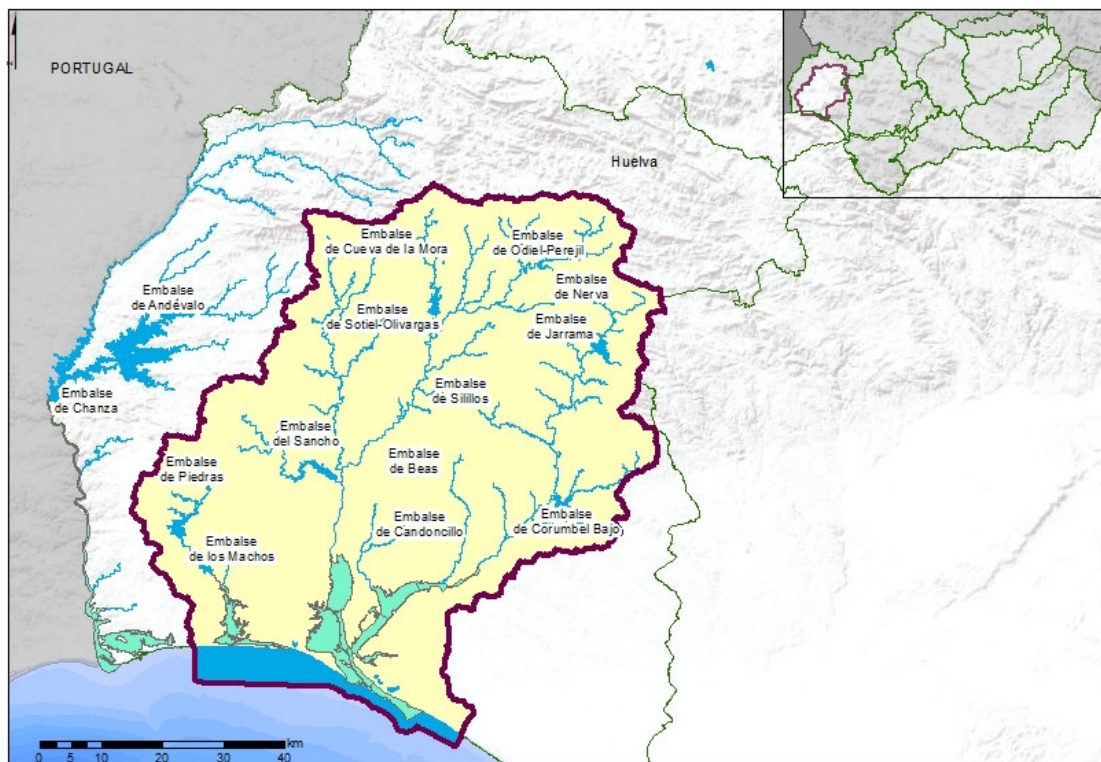 PORTUGAL
Huelva
Embalse
de Cueva de la Mora
Embalse
de Odiel-Perejil
Embalse
de Andévalo
Embalse
de Nerva
Embalse
de Sotiel-Olivargas
Embalse
de Jarrama
Embalse
de Chanza
Embalse
de Silillos
Embalse
del Sancho
Embalse
de Beas
Embalse
de Piedras
Embalse
de Candoncillo
Embalse
de Corumbel Bajo
Embalse
de los Machos
km
0 5 10 20 30 40